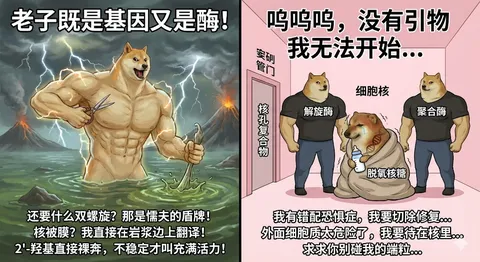 老子既是基因又是酶!
还要什么双螺旋?那是懦夫的盾牌!
核被膜?我直接在岩浆边上翻译!
2'-羟基直接裸奔,不稳定才叫充满活力!
呜呜呜,没有引物
我无法开始...
管门
核孔复合物
细胞核
解旋酶
聚合酶
脱氧核糖
我有错配恐惧症,我要切除修复...
外面细胞质太危险了,我要待在核里...
求求你别碰我的端粒...